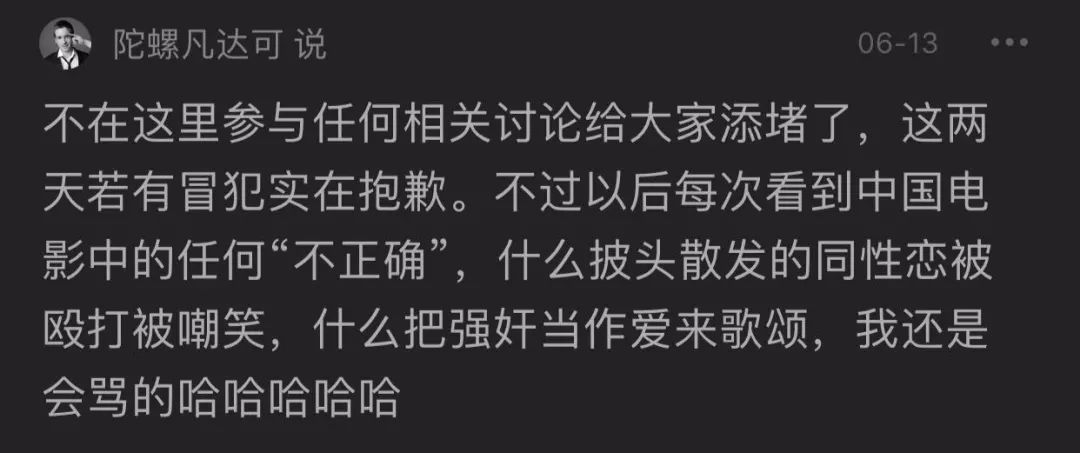 陀螺凡达可 说
06-13
不在这里参与任何相关讨论给大家添堵了，这两
天若有冒犯实在抱歉。不过以后每次看到中国电
影中的任何“不正确”，什么披头散发的同性恋被
殴打被嘲笑，什么把强奸当作爱来歌颂，我还是
会骂的哈哈哈哈哈